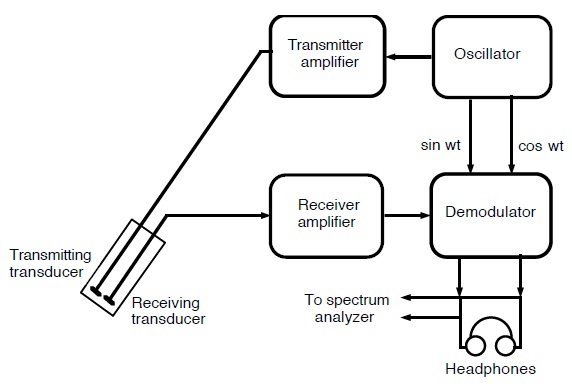 Transmitter
amplifier
Oscillator
sin wt
cos wt
Receiver
amplifier
Demodulator
Transmitting
transducer
Receiving
transducer
To spectrum
analyzer
Headphones